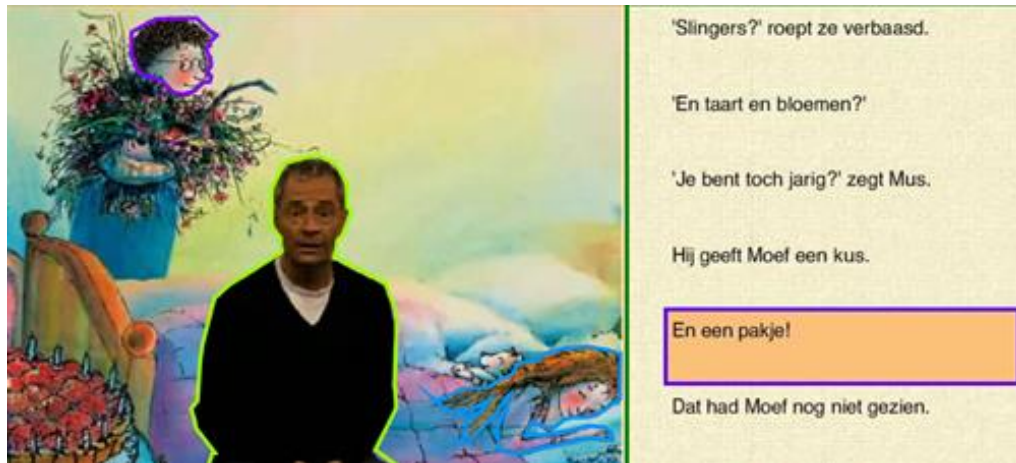 'Slingers?' roept ze verbaasd.
'En taart en bloemen?'
'Je bent toch jarig?' zegt Mus.
Hij geeft Moef een kus.
En een pakje!
Dat had Moef nog niet gezien.